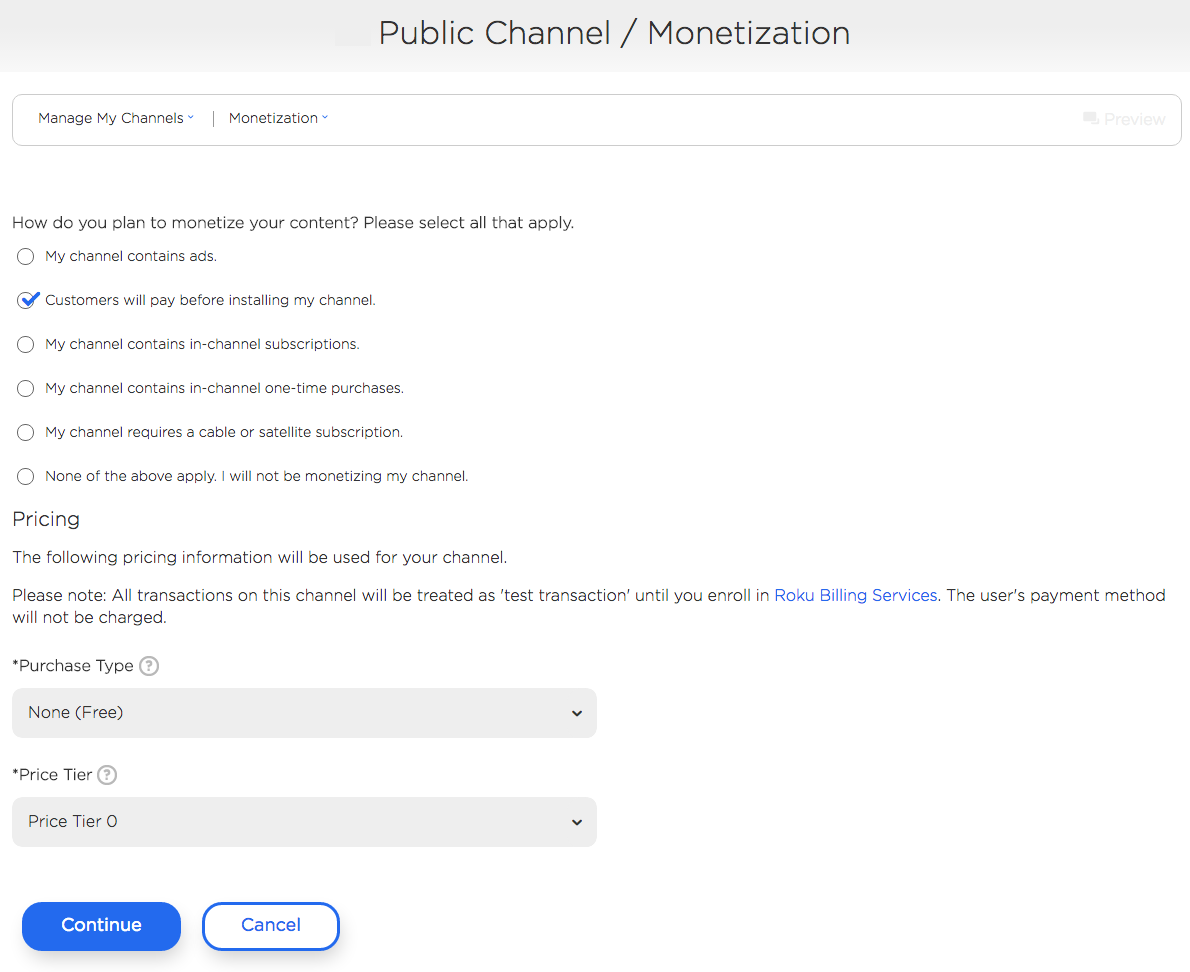 Public Channel / Monetization
Manage My Channels | Monetization
Preview
How do you plan to monetize your content? Please select all that apply.
My channel contains ads.
Customers will pay before installing my channel.
My channel contains in-channel subscriptions.
My channel contains in-channel one-time purchases.
My channel requires a cable or satellite subscription.
None of the above apply. I will not be monetizing my channel.
Pricing
The following pricing information will be used for your channel.
Please note: All transactions on this channel will be treated as 'test transaction' until you enroll in Roku Billing Services. The user's payment method
will not be charged.
*Purchase Type ?
None (Free)
*Price Tier ?
Price Tier 0
Continue Cancel